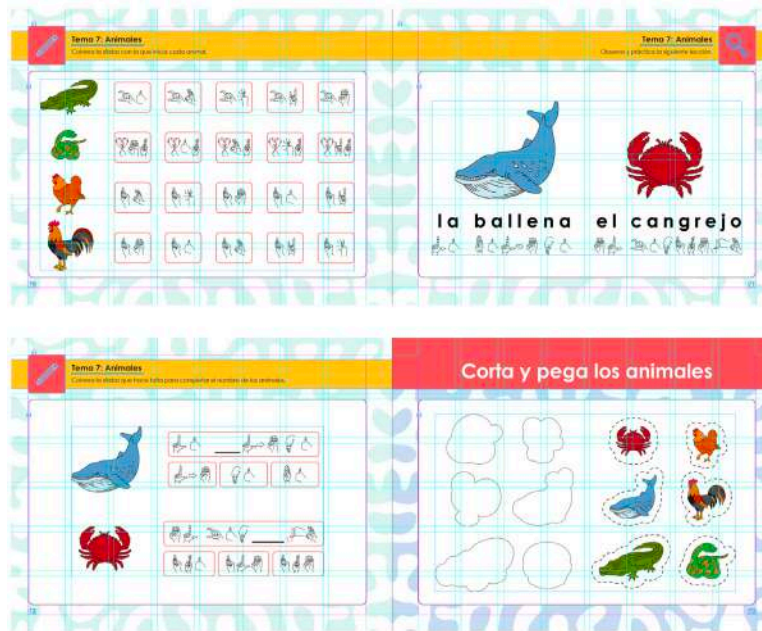 Tema 7: Animales
Conecta la sílaba con la que inicia cada animal.
Tema 7: Animales
Observa y practica la siguiente lección.
la ballena
el cangrejo
Tema 7: Animales
Conecta la sílaba que hace falta para completar el nombre de los animales.
Corta y pega los animales